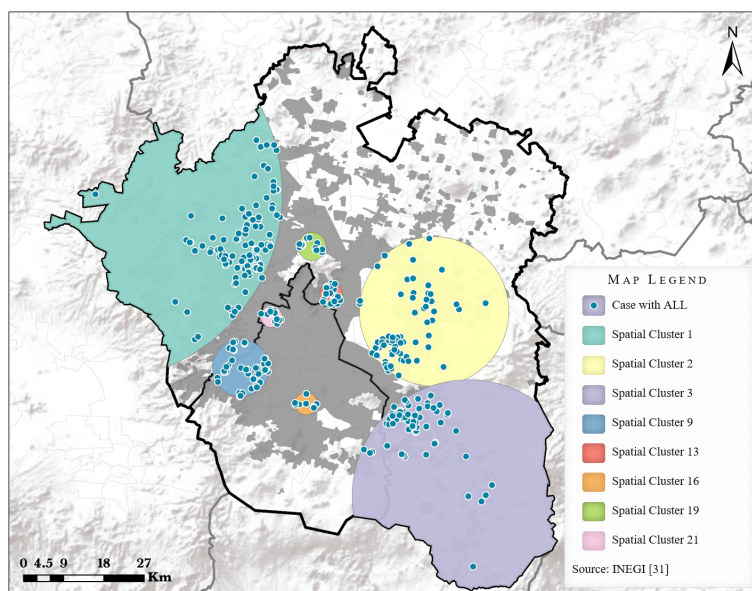 N
MAP LEGEND
Case with ALL
Spatial Cluster 1
Spatial Cluster 2
Spatial Cluster 3
Spatial Cluster 9
Spatial Cluster 13
Spatial Cluster 16
Spatial Cluster 19
Spatial Cluster 21
Source: INEGI [31]
0 4.5 9 18 27
Km